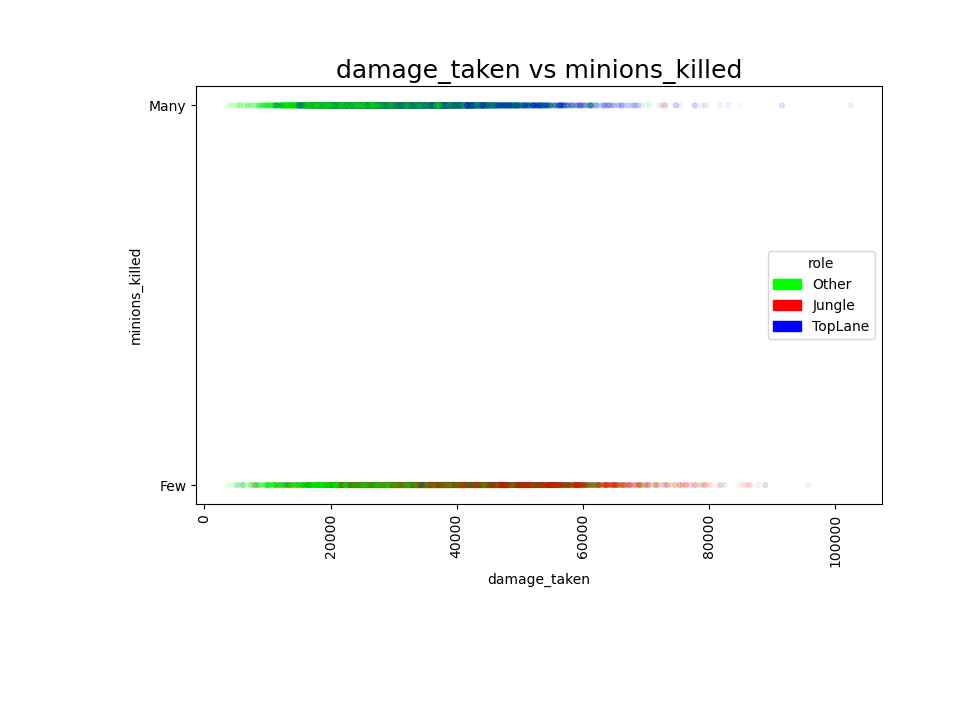 damage_taken vs minions_killed
Many
minions_killed
role
Other
Jungle
TopLane
Few
0
20000
40000
60000
80000
100000
damage_taken